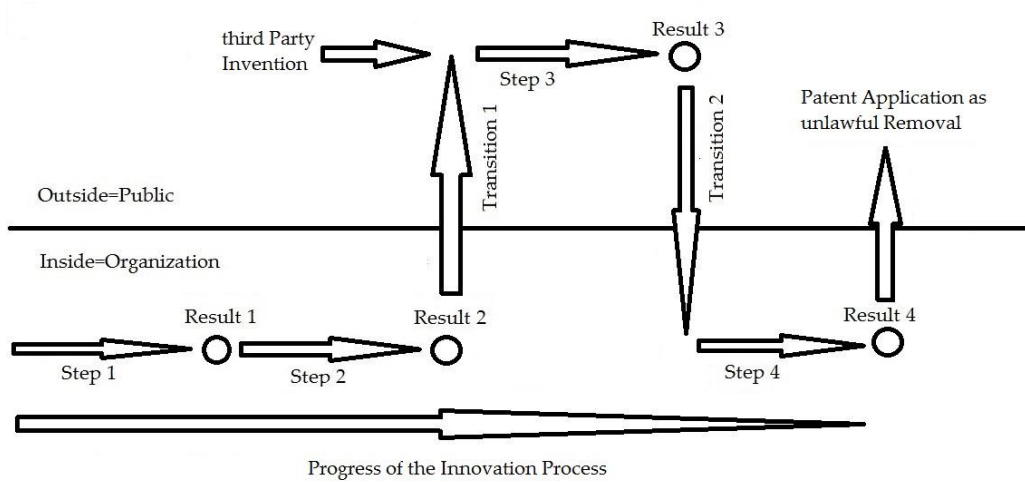 Result 3
third Party
Invention
Step 3
Transition 1
Transition 2
Patent Application as
unlawful Removal
Outside=Public
Inside=Organization
Result 1
Result 2
Result 4
Step 1
Step 2
Step 4
Progress of the Innovation Process